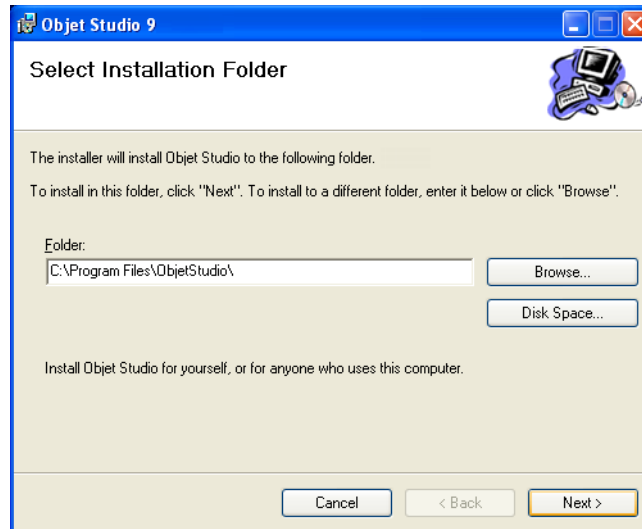 Objet Studio 9
Select Installation Folder
The installer will install Objet Studio to the following folder.
To install in this folder, click "Next". To install to a different folder, enter it below or click "Browse".
Folder:
C:\Program Files\ObjetStudio\
Browse...
Disk Space...
Install Objet Studio for yourself, or for anyone who uses this computer.
Cancel
< Back
Next >